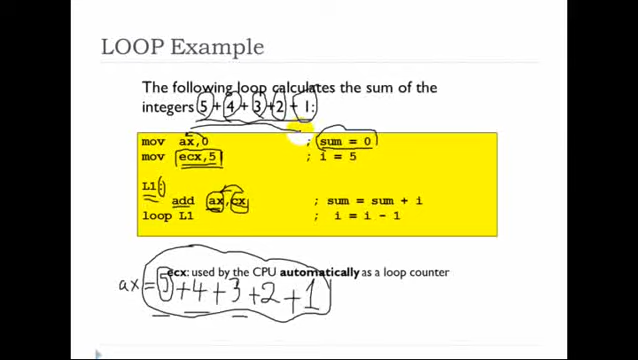 LOOP Example
The following loop calculates the sum of the
integers 5 + 4 + 3 +2 + 1:
mov ax,0 ; sum = 0
mov ecx,5 ; i = 5
L1:
add ax,cx ; sum = sum + i
loop L1 ; i = i - 1
ecx: used by the CPU automatically as a loop counter
ax = 5 + 4 + 3 + 2 + 1